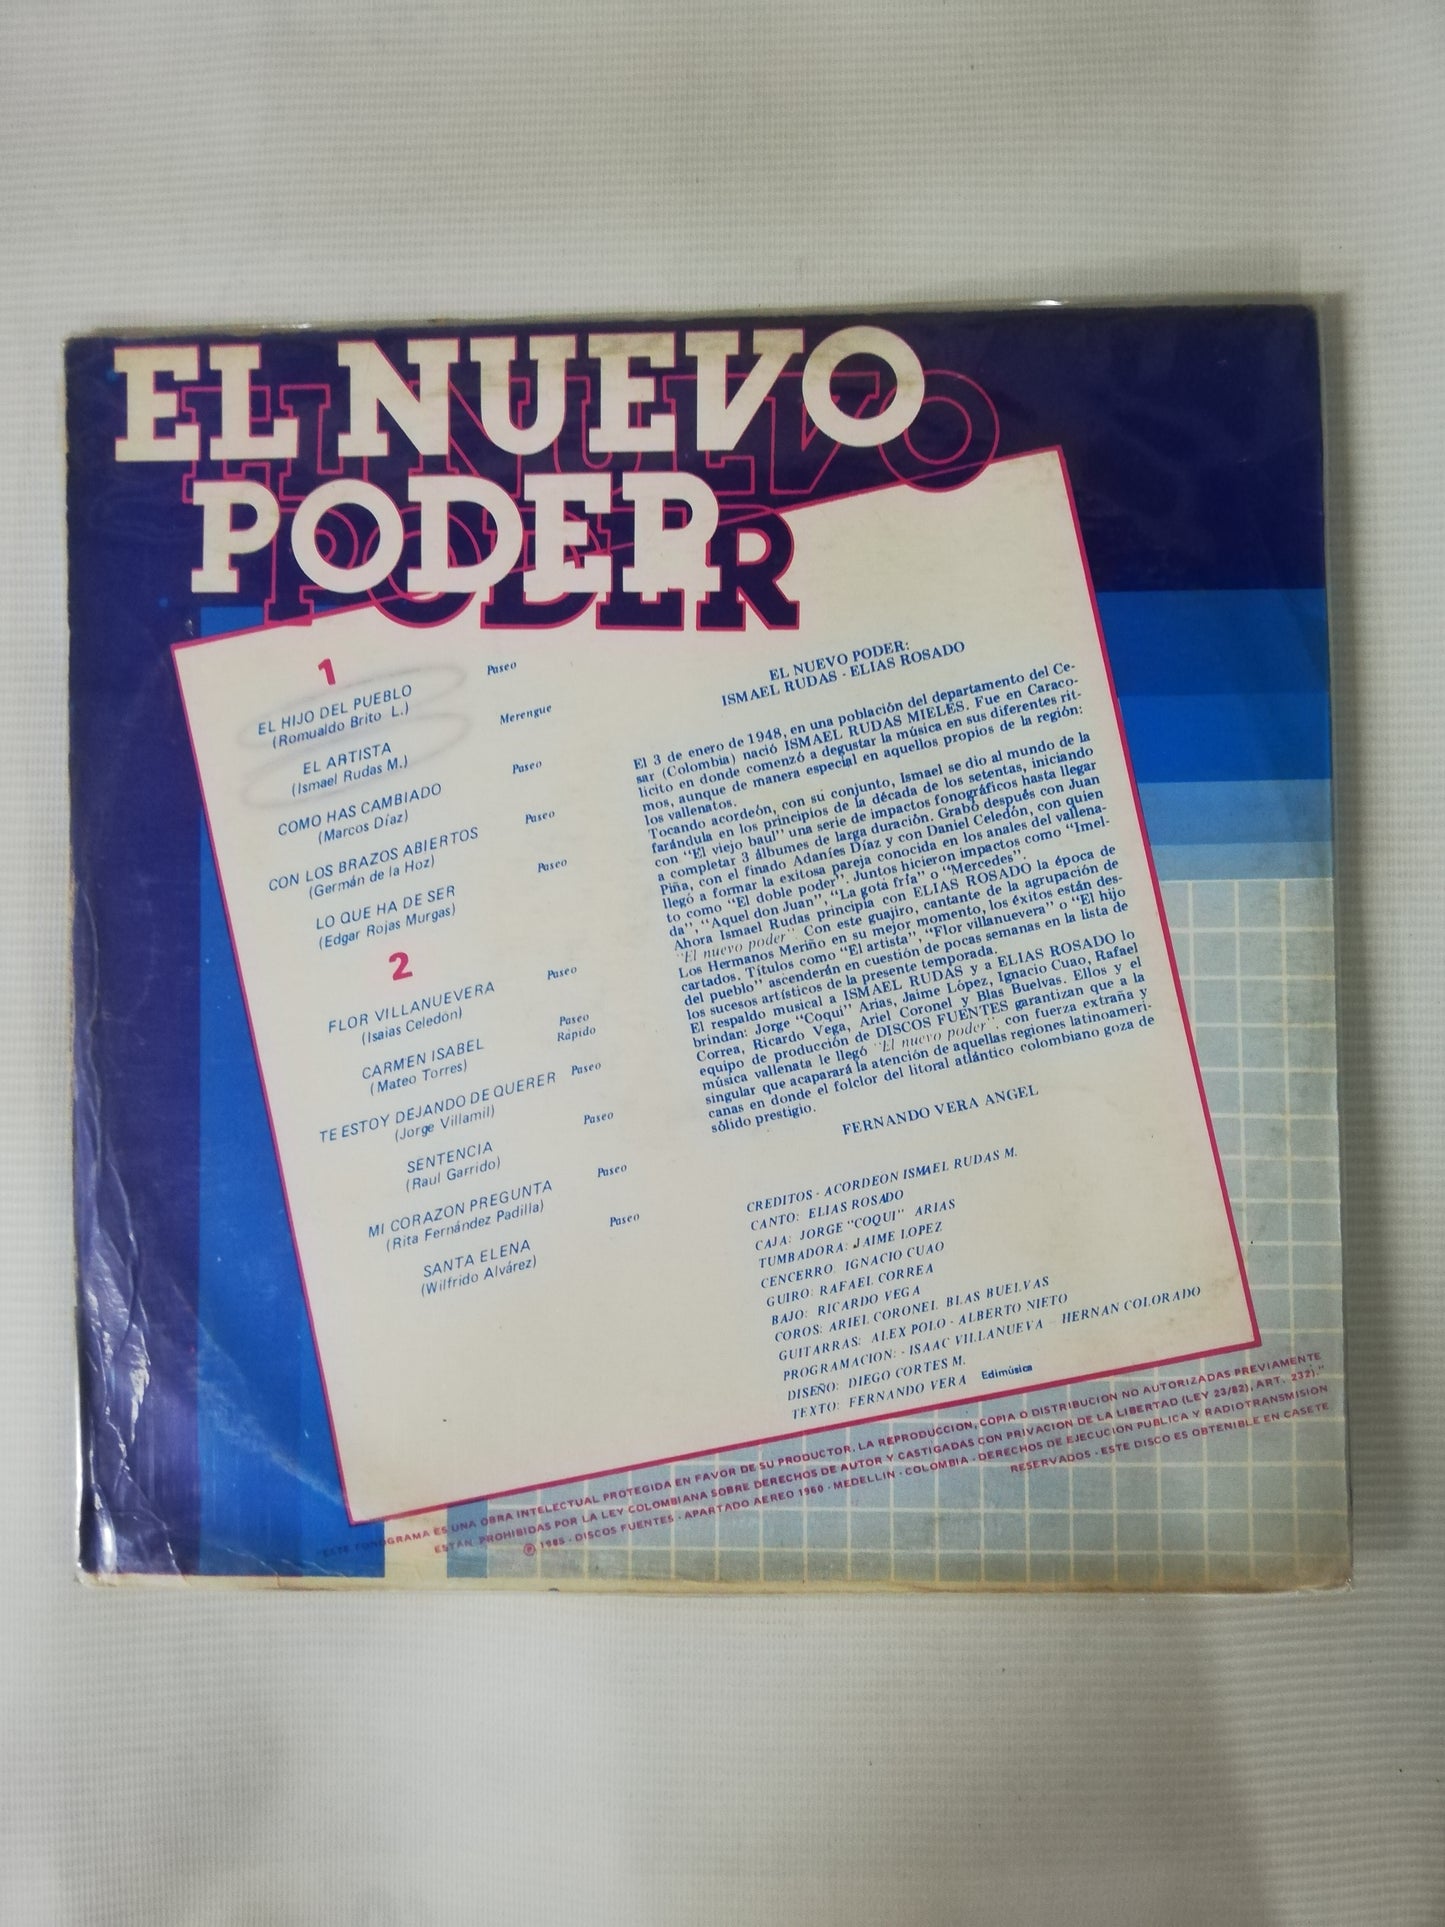 EL NUEVO
PODER
1
EL HIJO DEL PUEBLO Paseo
(Romualdo Brito L.)
EL ARTISTA Merengue
(Ismael Rudas M.)
COMO HAS CAMBIADO Paseo
(Marcos Díaz)
CON LOS BRAZOS ABIERTOS Paseo
(Germán de la Hoz)
LO QUE HA DE SER Paseo
(Edgar Rojas Murgas)
2
FLOR VILLANUEVERA Paseo
(Isaias Celedón)
CARMEN ISABEL Paseo Rápido
(Mateo Torres)
TE ESTOY DEJANDO DE QUERER Paseo
(Jorge Villamil)
SENTENCIA Paseo
(Raul Garrido)
MI CORAZON PREGUNTA Paseo
(Rita Fernández Padilla)
SANTA ELENA Paseo
(Wilfrido Alvárez)
EL NUEVO PODER:
ISMAEL RUDAS - ELIAS ROSADO
El 3 de enero de 1948, en una población del departamento del Ce-
sar (Colombia) nació ISMAEL RUDAS MIELES. Fue en Caraco-
licito en donde comenzó a degustar la música en sus diferentes rit-
mos, aunque de manera especial en aquellos propios de la región:
los vallenatos.
Tocando acordeón, con su conjunto, Ismael se dio al mundo de la
farándula en los principios de la década de los setentas, iniciando
con "El viejo baul" una serie de impactos fonográficos hasta llegar
a completar 3 álbumes de larga duración. Grabó después con Juan
Piña, con el finado Adaníes Díaz y con Daniel Celedón, con quien
llegó a formar la exitosa pareja conocida en los anales del vallena-
to como "El doble poder". Juntos hicieron impactos como "Imel-
da", "Aquel don Juan", "La gota fría" o "Mercedes".
Ahora Ismael Rudas principia con ELIAS ROSADO la época de
"El nuevo poder". Con este guajiro, cantante de la agrupación de
Los Hermanos Meriño en su mejor momento, los éxitos están des-
cartados. Títulos como "El artista", "Flor villanuevera" o "El hijo
del pueblo" ascenderán en cuestión de pocas semanas en la lista de
los sucesos artísticos de la presente temporada.
El respaldo musical a ISMAEL RUDAS y a ELIAS ROSADO lo
brindan: Jorge "Coqui" Arias, Jaime López, Ignacio Cuao, Rafael
Correa, Ricardo Vega, Ariel Coronel y Blas Buelvas. Ellos y el
equipo de producción de DISCOS FUENTES garantizan que a la
música vallenata le llegó "El nuevo poder", con fuerza extraña y
singular que acaparará la atención de aquellas regiones latinoameri-
canas en donde el folclor del litoral atlántico colombiano goza de
sólido prestigio.
FERNANDO VERA ANGEL
CREDITOS - ACORDEON ISMAEL RUDAS M.
CANTO: ELIAS ROSADO
CAJA: JORGE "COQUI" ARIAS
TUMBADORA: JAIME LOPEZ
CENCERRO: IGNACIO CUAO
GUIRO: RAFAEL CORREA
BAJO: RICARDO VEGA
COROS: ARIEL CORONEL BLAS BUELVAS
GUITARRAS: ALEX POLO - ALBERTO NIETO
PROGRAMACION: - ISAAC VILLANUEVA - HERNAN COLORADO
DISEÑO: DIEGO CORTES M.
TEXTO: FERNANDO VERA Edimúsica
"ESTE FONOGRAMA ES UNA OBRA INTELECTUAL PROTEGIDA EN FAVOR DE SU PRODUCTOR, LA REPRODUCCION, COPIA O DISTRIBUCION NO AUTORIZADAS PREVIAMENTE
ESTAN PROHIBIDAS POR LA LEY COLOMBIANA SOBRE DERECHOS DE AUTOR Y CASTIGADAS CON PRIVACION DE LA LIBERTAD (LEY 23/82), ART. 232)."
Ⓟ 1985 - DISCOS FUENTES - APARTADO AEREO 1960 - MEDELLIN - COLOMBIA - DERECHOS DE EJECUCION PUBLICA Y RADIOTRANSMISION
RESERVADOS - ESTE DISCO ES OBTENIBLE EN CASETE